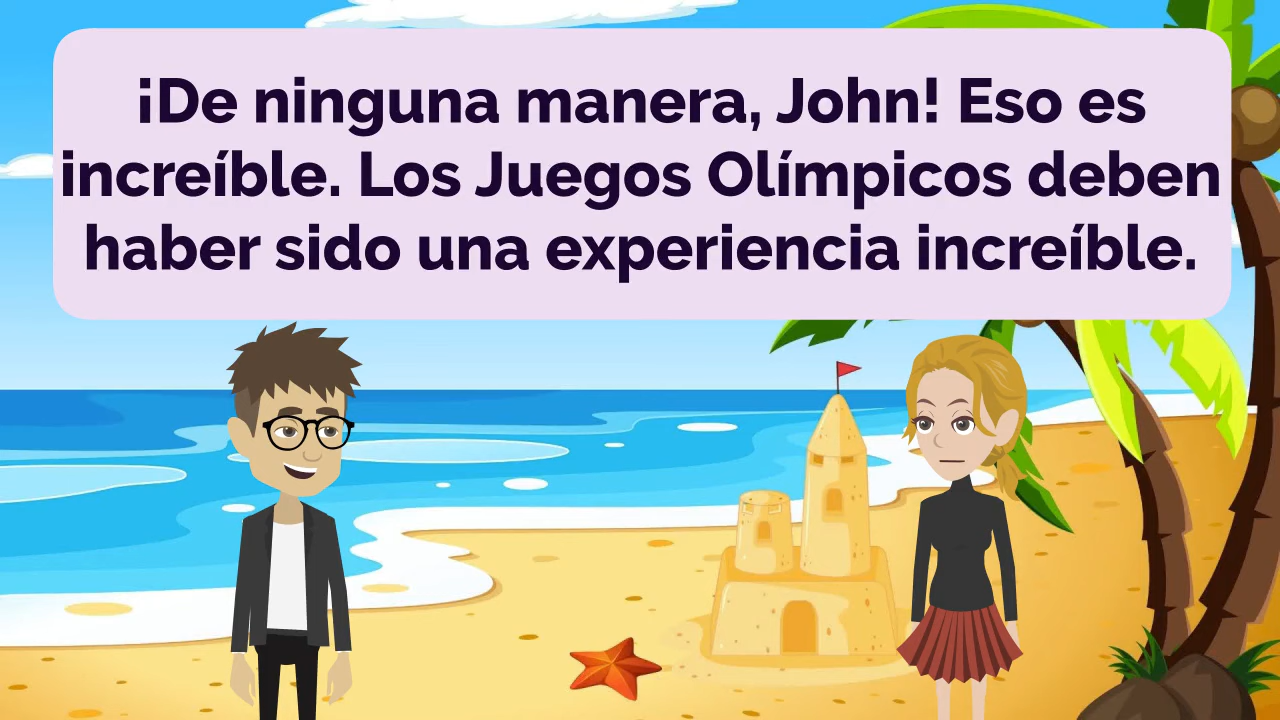 ¡De ninguna manera, John! Eso es
increíble. Los Juegos Olímpicos deben
haber sido una experiencia increíble.